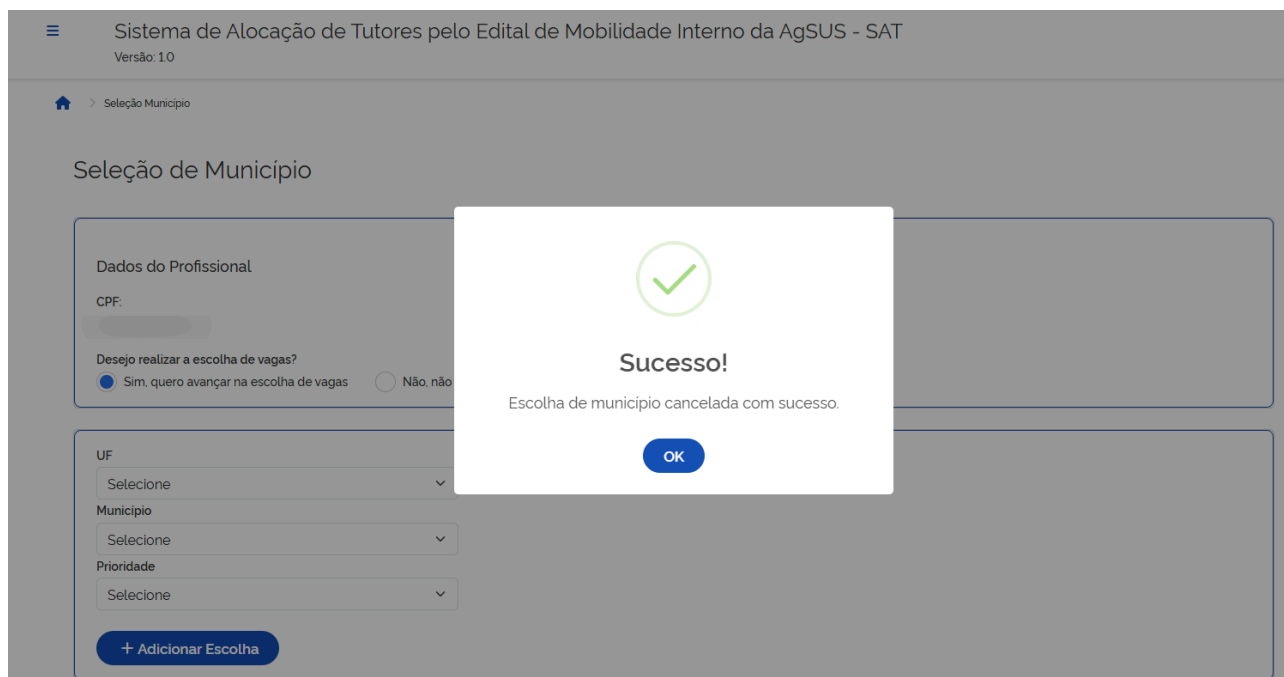 Sistema de Alocação de Tutores pelo Edital de Mobilidade Interno da AgSUS - SAT
Versão: 1.0
> Seleção Município
Seleção de Município
Dados do Profissional
CPF:
Desejo realizar a escolha de vagas?
Sim, quero avançar na escolha de vagas
Não, não
Sucesso!
Escolha de município cancelada com sucesso.
OK
UF
Selecione
Município
Selecione
Prioridade
Selecione
+ Adicionar Escolha